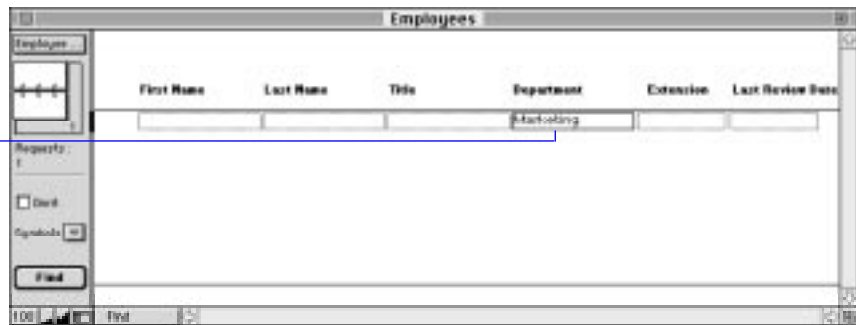 Employees
Employee...
First Name Last Name Title Department Extension Last Review Date
Marketing
1
Requests:
1
Omit
Symbols
Find
100 Find